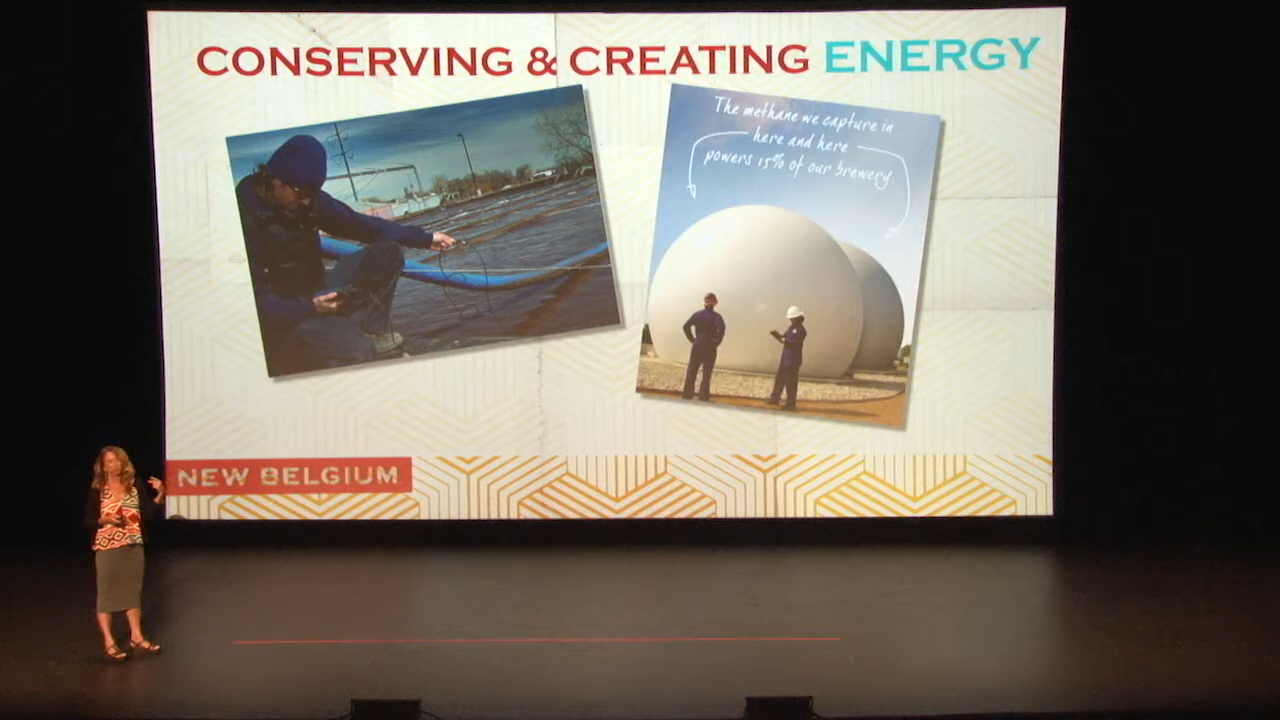 CONSERVING & CREATING ENERGY
The methane we capture in
here and here
powers 15% of our brewery.
NEW BELGIUM